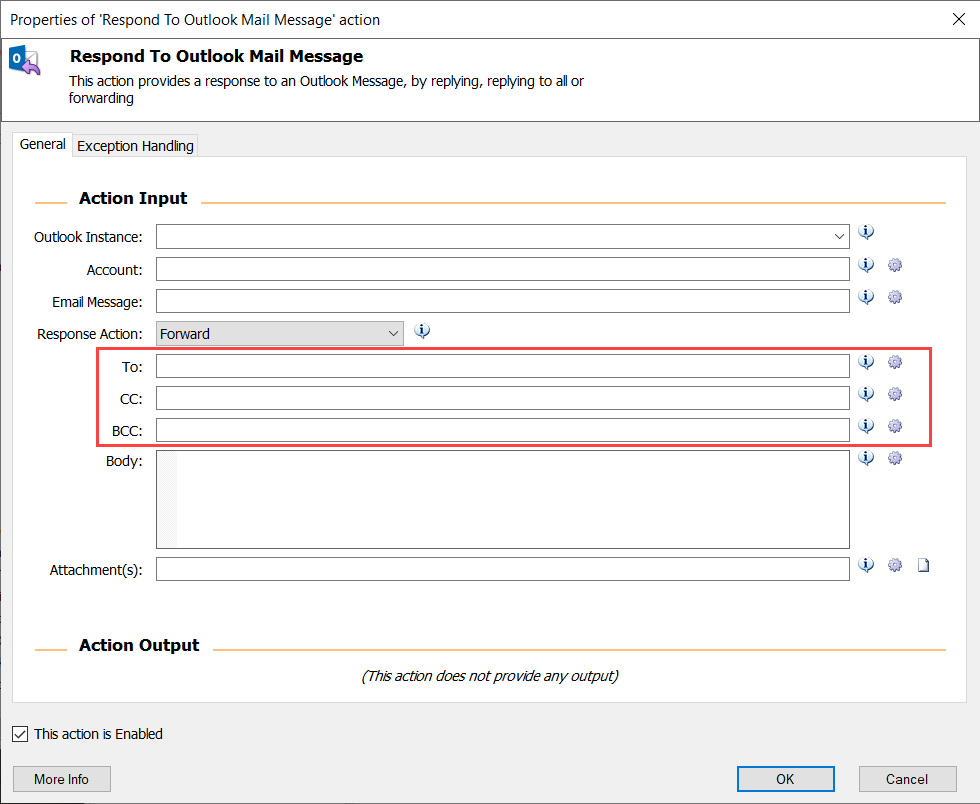 Properties of 'Respond To Outlook Mail Message' action
Respond To Outlook Mail Message
This action provides a response to an Outlook Message, by replying, replying to all or
forwarding
General
Exception Handling
Action Input
Outlook Instance:
Account:
Email Message:
Response Action: Forward
To:
CC:
BCC:
Body:
Attachment(s):
Action Output
(This action does not provide any output)
This action is Enabled
More Info
OK
Cancel